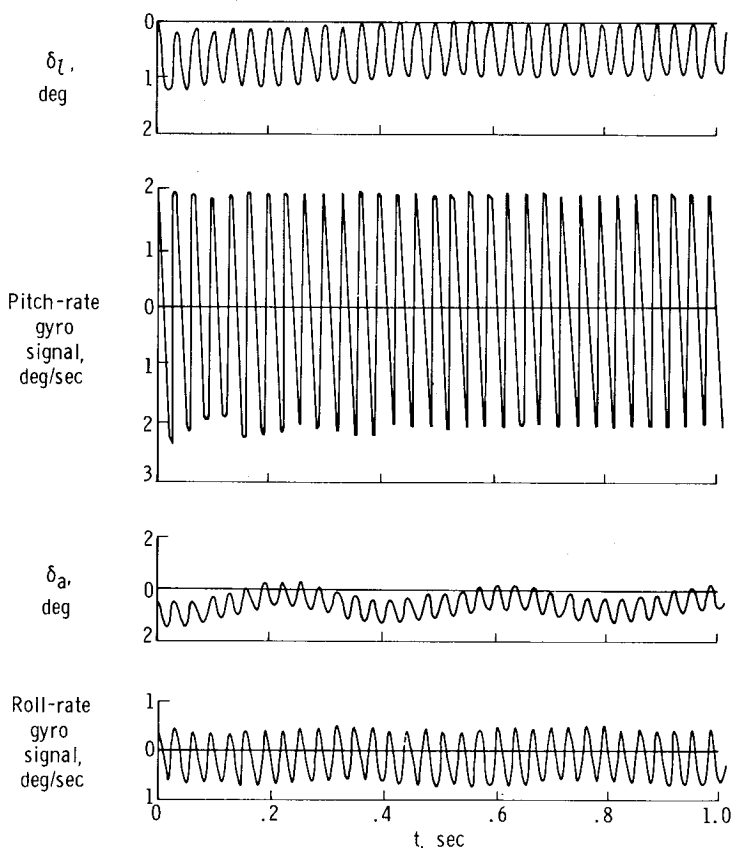 0
δl,
deg
1
2
2
1
Pitch-rate
gyro
signal,
deg/sec
0
1
2
3
2
δa,
deg
0
2
Roll-rate
gyro
signal,
deg/sec
1
0
1
0 .2 .4 .6 .8 1.0
t, sec